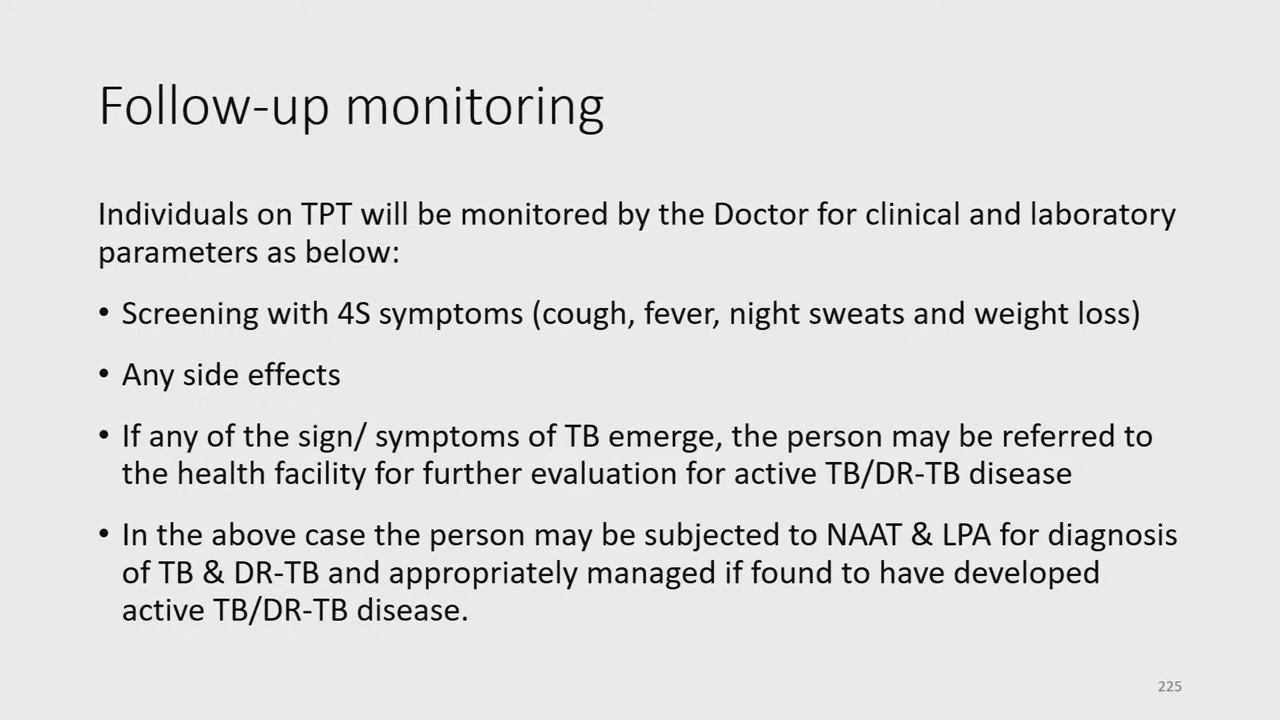 Follow-up monitoring
Individuals on TPT will be monitored by the Doctor for clinical and laboratory
parameters as below:
• Screening with 4S symptoms (cough, fever, night sweats and weight loss)
• Any side effects
• If any of the sign/ symptoms of TB emerge, the person may be referred to
the health facility for further evaluation for active TB/DR-TB disease
• In the above case the person may be subjected to NAAT & LPA for diagnosis
of TB & DR-TB and appropriately managed if found to have developed
active TB/DR-TB disease.
225